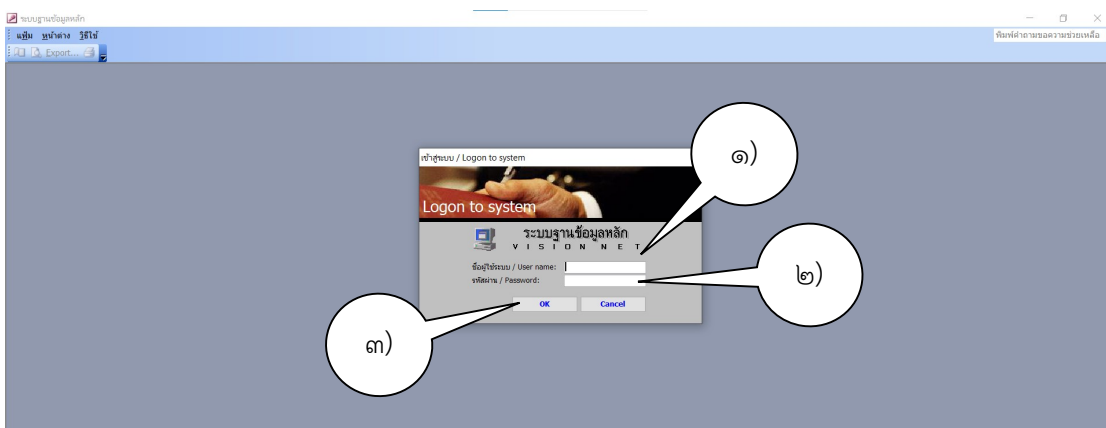 ระบบฐานข้อมูลหลัก
แฟ้ม หน้าต่าง วิธีใช้
พิมพ์คำถามขอความช่วยเหลือ
Export...
เข้าสู่ระบบ / Logon to system
๑)
Logon to system
ระบบฐานข้อมูลหลัก
VISION NET
ชื่อผู้ใช้ระบบ / User name:
รหัสผ่าน / Password:
๒)
OK Cancel
๓)